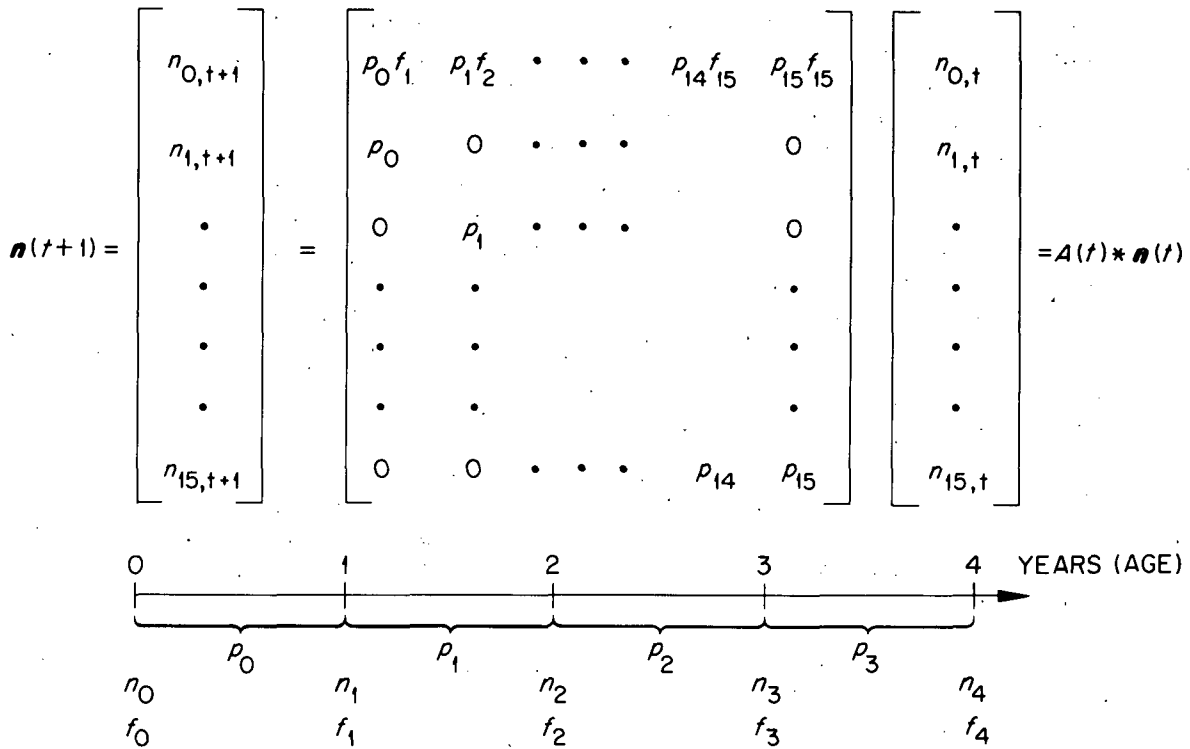 n0,t+1 p0f1 p1f2 • • • p14f15 p15f15 n0,t
n1,t+1 p0 0 • • • 0 n1,t
• 0 p1 • • • 0 •
n(t+1) = = = A(t) * n(t)
• • • • •
• • • • •
• • • • •
n15,t+1 0 0 • • • p14 p15 n15,t
0 1 2 3 4 YEARS (AGE)
p0 p1 p2 p3
n0 n1 n2 n3 n4
f0 f1 f2 f3 f4